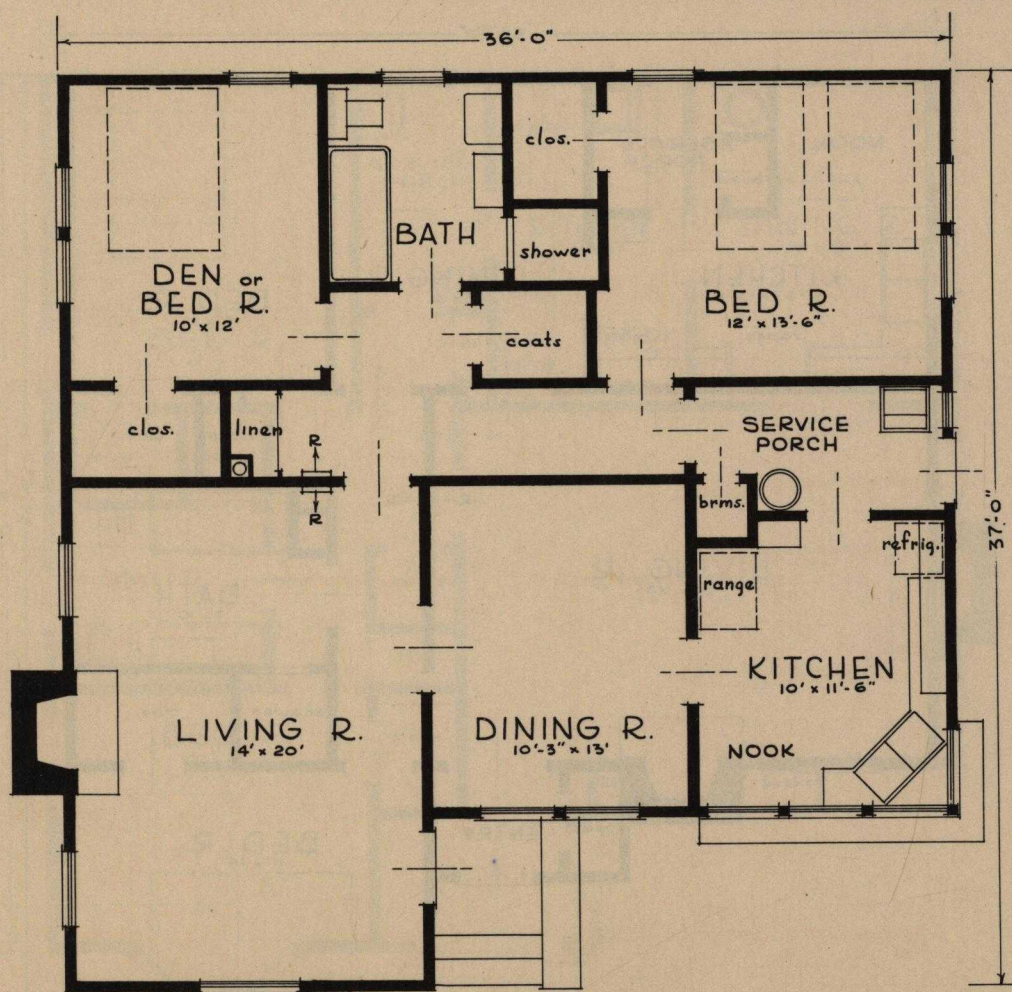 36'-0"
clos.
BATH
shower
DEN or
BED R.
10' x 12'
BED R.
12' x 13'-6"
coats
clos.
linen
R
R
SERVICE
PORCH
brms.
refrig.
37'-0"
range
KITCHEN
10' x 11'-6"
LIVING R.
14' x 20'
DINING R.
10'-3" x 13'
NOOK